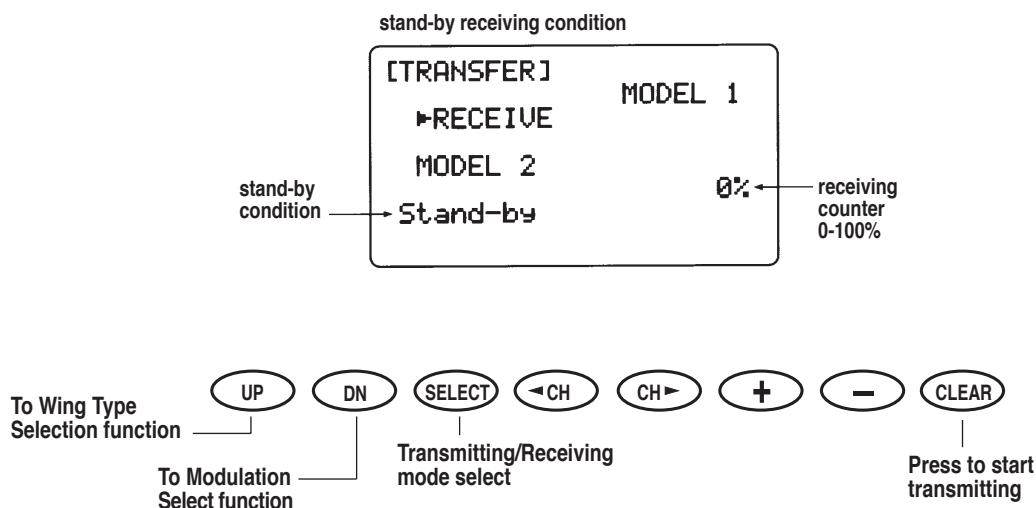 stand-by receiving condition
[TRANSFER]
MODEL 1
►RECEIVE
MODEL 2
0%
Stand-by
stand-by
condition
receiving
counter
0-100%
UP
DN
SELECT
◄CH
CH►
+
–
CLEAR
To Wing Type
Selection function
To Modulation
Select function
Transmitting/Receiving
mode select
Press to start
transmitting